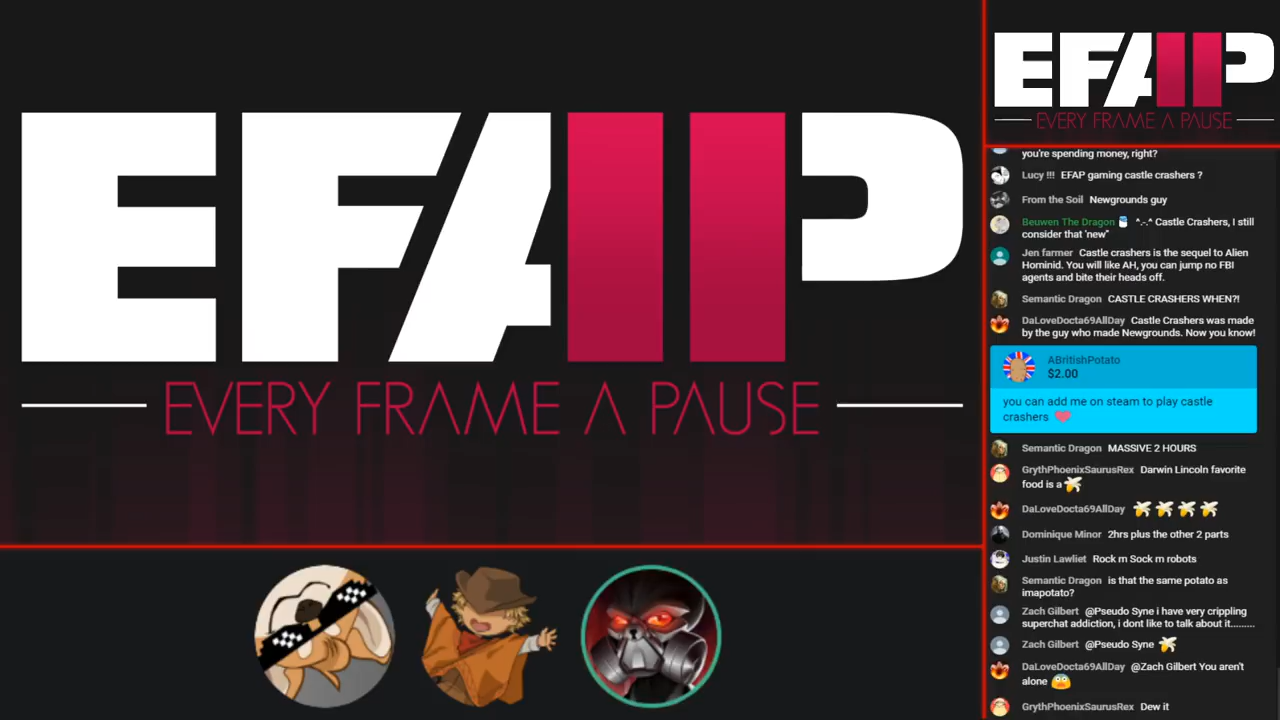 EFAP
EVERY FRAME A PAUSE
EFAP
EVERY FRAME A PAUSE
you're spending money, right?
Lucy !!! EFAP gaming castle crashers ?
From the Soil Newgrounds guy
Beuwen The Dragon ^.-.^ Castle Crashers, I still
consider that 'new"
Jen farmer Castle crashers is the sequel to Alien
Hominid. You will like AH, you can jump no FBI
agents and bite their heads off.
Semantic Dragon CASTLE CRASHERS WHEN?!
DaLoveDocta69AllDay Castle Crashers was made
by the guy who made Newgrounds. Now you know!
ABritishPotato
$2.00
you can add me on steam to play castle
crashers
Semantic Dragon MASSIVE 2 HOURS
GrythPhoenixSaurusRex Darwin Lincoln favorite
food is a
DaLoveDocta69AllDay
Dominique Minor 2hrs plus the other 2 parts
Justin Lawliet Rock m Sock m robots
Semantic Dragon is that the same potato as
imapotato?
Zach Gilbert @Pseudo Syne i have very crippling
superchat addiction, i dont like to talk about it.........
Zach Gilbert @Pseudo Syne
DaLoveDocta69AllDay @Zach Gilbert You aren't
alone
GrythPhoenixSaurusRex Dew it